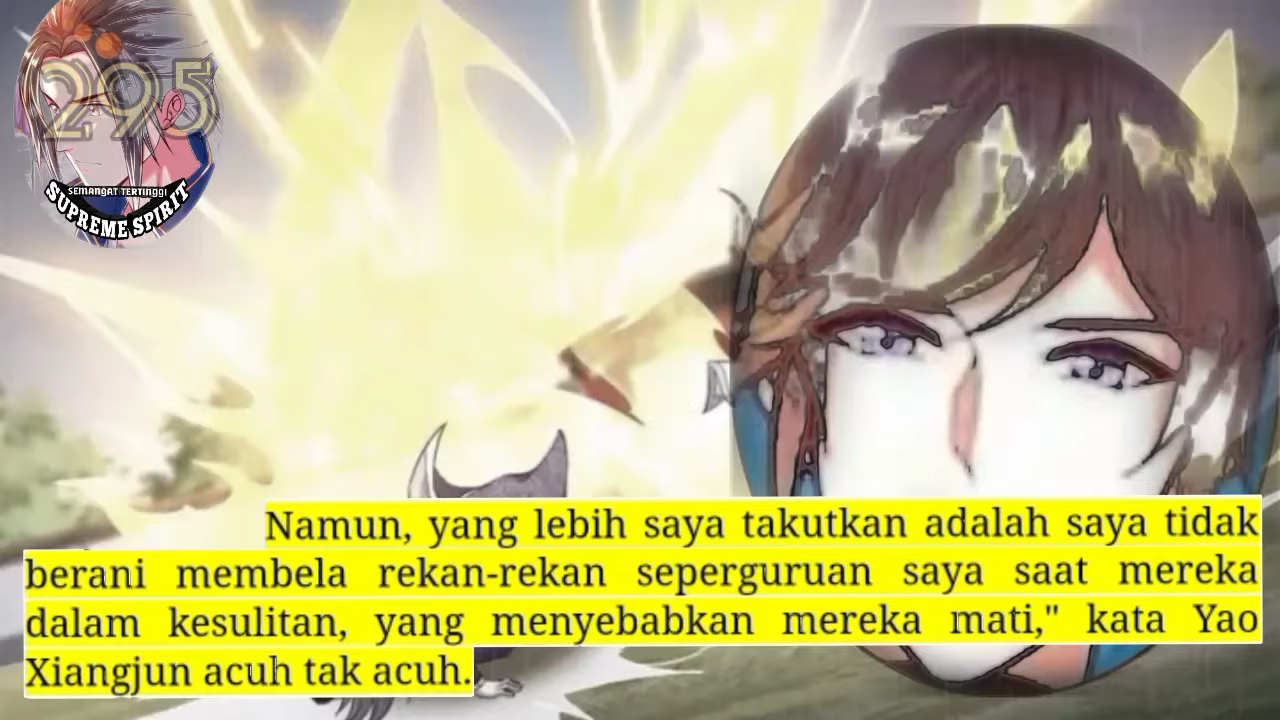 295
SEMANGAT TERTINGGI
SUPREME SPIRIT
Namun, yang lebih saya takutkan adalah saya tidak
berani membela rekan-rekan seperguruan saya saat mereka
dalam kesulitan, yang menyebabkan mereka mati," kata Yao
Xiangjun acuh tak acuh.